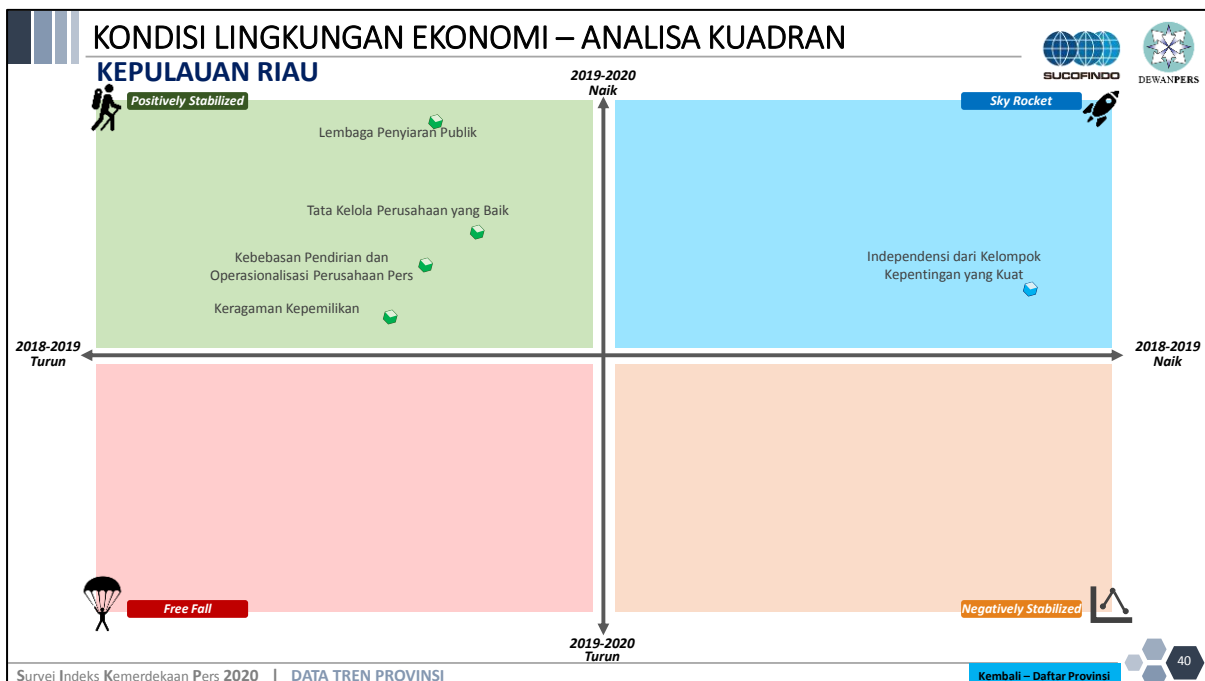 KONDISI LINGKUNGAN EKONOMI – ANALISA KUADRAN
KEPULAUAN RIAU
SUCOFINDO
DEWANPERS
2019-2020
Naik
Positively Stabilized
Sky Rocket
Lembaga Penyiaran Publik
Tata Kelola Perusahaan yang Baik
Kebebasan Pendirian dan
Operasionalisasi Perusahaan Pers
Keragaman Kepemilikan
Independensi dari Kelompok
Kepentingan yang Kuat
2018-2019
Turun
2018-2019
Naik
Free Fall
Negatively Stabilized
2019-2020
Turun
Survei Indeks Kemerdekaan Pers 2020 | DATA TREN PROVINSI
Kembali – Daftar Provinsi
40